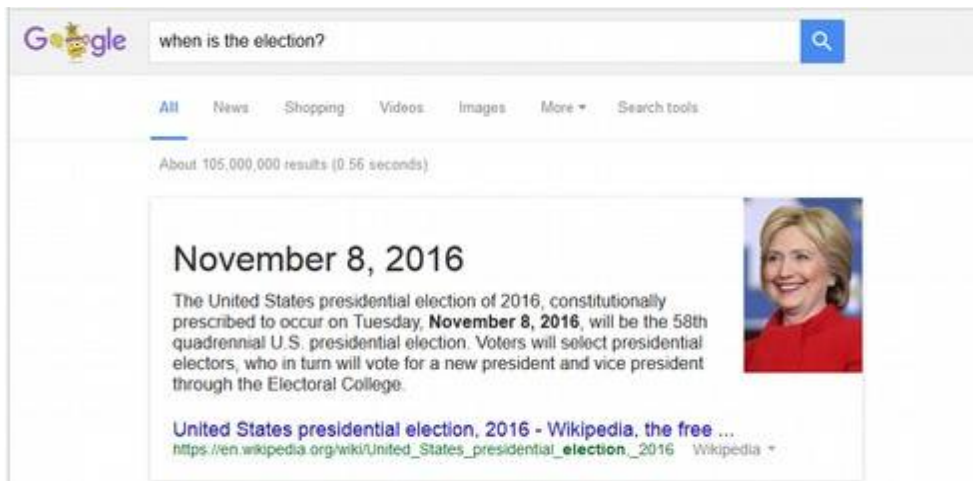 Google
when is the election?
All News Shopping Videos Images More Search tools
About 105,000,000 results (0.56 seconds)
November 8, 2016
The United States presidential election of 2016, constitutionally
prescribed to occur on Tuesday, November 8, 2016, will be the 58th
quadrennial U.S. presidential election. Voters will select presidential
electors, who in turn will vote for a new president and vice president
through the Electoral College.
United States presidential election, 2016 - Wikipedia, the free ...
https://en.wikipedia.org/wiki/United_States_presidential_election,_2016 Wikipedia